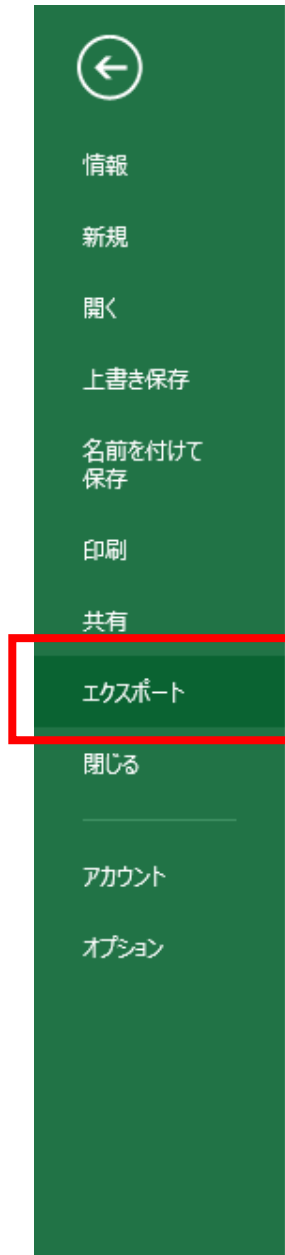 情報
新規
開く
上書き保存
名前を付けて
保存
印刷
共有
エクスポート
閉じる
アカウント
オプション